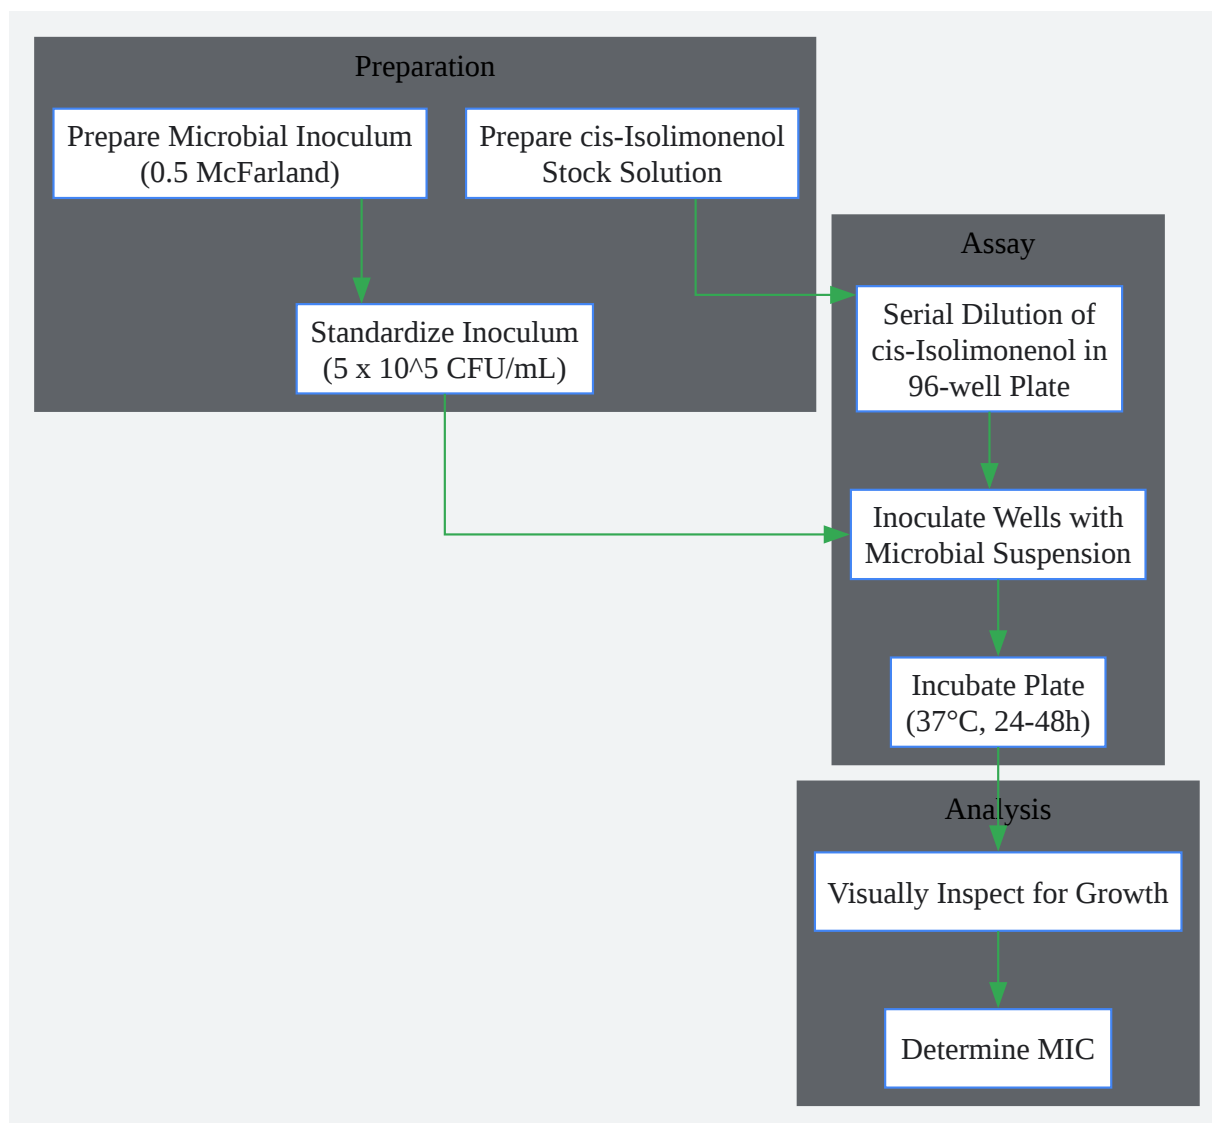 Preparation
Prepare Microbial Inoculum
(0.5 McFarland)
Prepare cis-Isolimonenol
Stock Solution
Standardize Inoculum
(5 x 10^5 CFU/mL)
Assay
Serial Dilution of
cis-Isolimonenol in
96-well Plate
Inoculate Wells with
Microbial Suspension
Incubate Plate
(37°C, 24-48h)
Analysis
Visually Inspect for Growth
Determine MIC